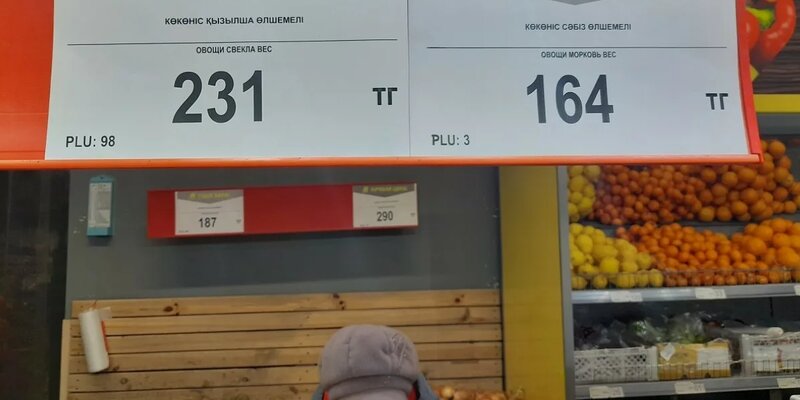 КӨКӨНІС ҚЫЗЫЛША ӨЛШЕМЕЛІ
ОВОЩИ СВЕКЛА ВЕС
231 ТГ
PLU: 98
КӨКӨНІС СӘБІЗ ӨЛШЕМЕЛІ
ОВОЩИ МОРКОВЬ ВЕС
164 ТГ
PLU: 3
187
290